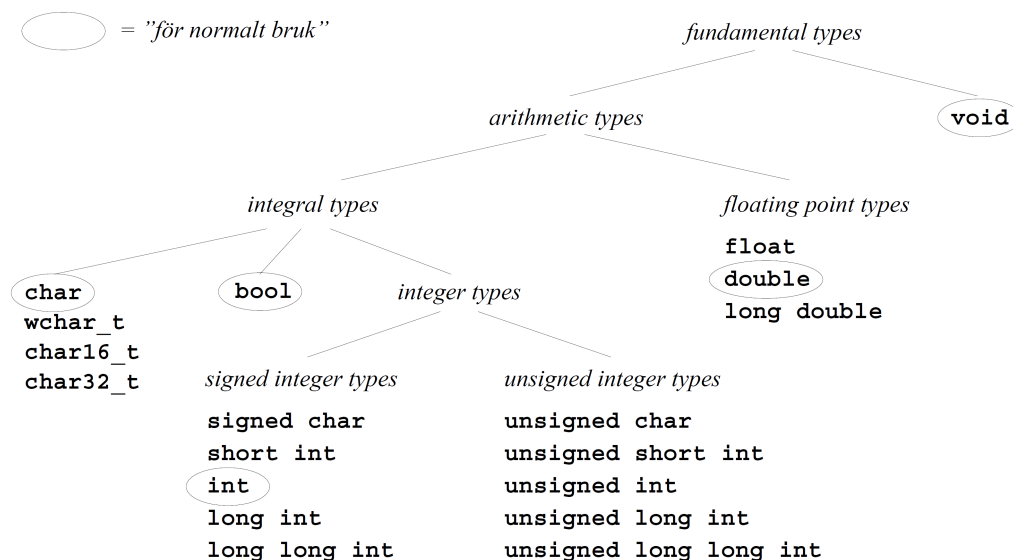 = ”för normalt bruk”
fundamental types
arithmetic types
void
integral types
floating point types
float
double
long double
char
wchar_t
char16_t
char32_t
bool
integer types
signed integer types
signed char
short int
int
long int
long long int
unsigned integer types
unsigned char
unsigned short int
unsigned int
unsigned long int
unsigned long long int